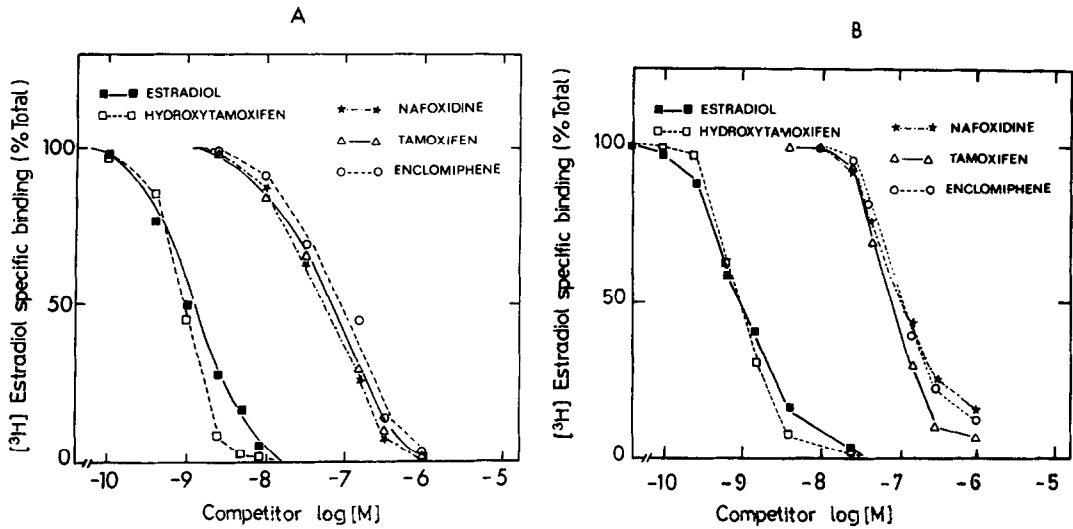 A
[³H] Estradiol specific binding (% Total)
ESTRADIOL
HYDROXYTAMOXIFEN
NAFOXIDINE
TAMOXIFEN
ENCLOMIPHENE
100
50
0
-10 -9 -8 -7 -6 -5
Competitor log [M]
B
[³H] Estradiol specific binding (% Total)
ESTRADIOL
HYDROXYTAMOXIFEN
NAFOXIDINE
TAMOXIFEN
ENCLOMIPHENE
100
50
0
-10 -9 -8 -7 -6 -5
Competitor log [M]